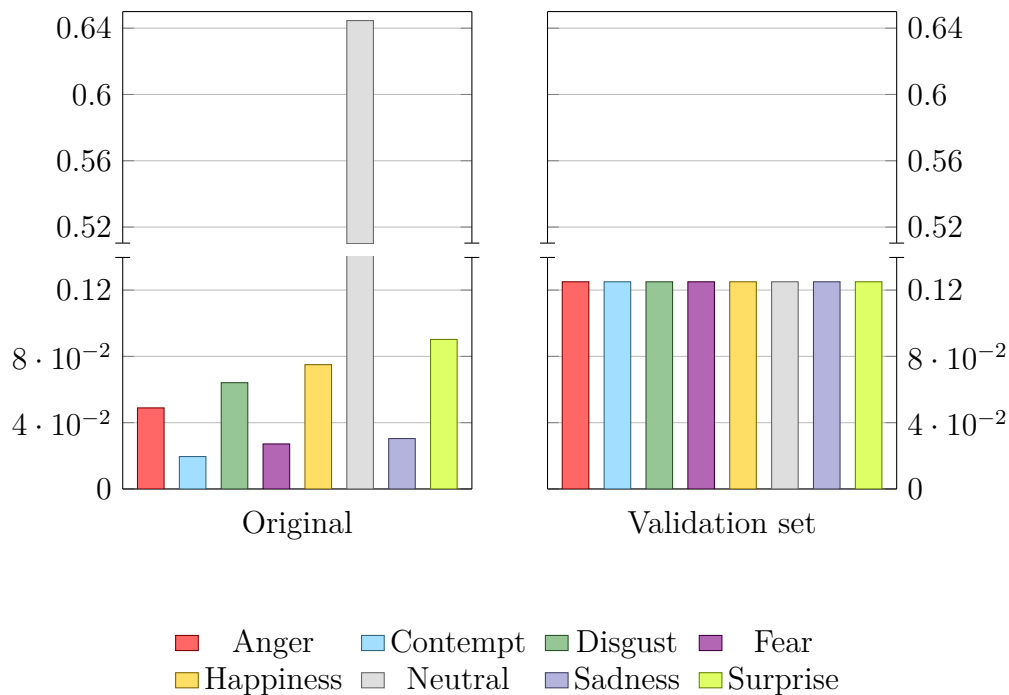 0.64
0.6
0.56
0.52
0.12
8 · 10⁻²
4 · 10⁻²
0
Original
0.64
0.6
0.56
0.52
0.12
8 · 10⁻²
4 · 10⁻²
0
Validation set
Anger Contempt Disgust Fear
Happiness Neutral Sadness Surprise